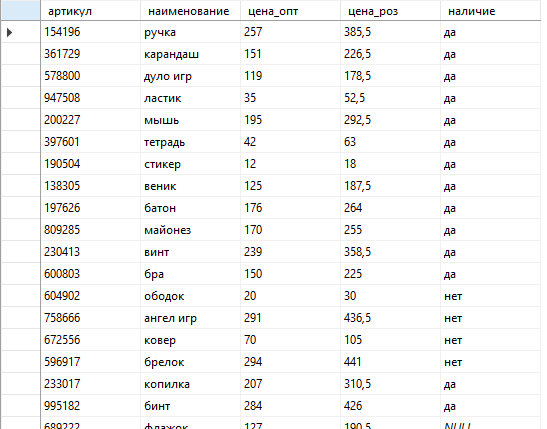 артикул наименование цена_опт цена_роз наличие
154196 ручка 257 385,5 да
361729 карандаш 151 226,5 да
578800 дуло игр 119 178,5 да
947508 ластик 35 52,5 да
200227 мышь 195 292,5 да
397601 тетрадь 42 63 да
190504 стикер 12 18 да
138305 веник 125 187,5 да
197626 батон 176 264 да
809285 майонез 170 255 да
230413 винт 239 358,5 да
600803 бра 150 225 да
604902 ободок 20 30 нет
758666 ангел игр 291 436,5 нет
672556 ковер 70 105 нет
596917 брелок 294 441 нет
233017 копилка 207 310,5 да
995182 бинт 284 426 да
689222 флажок 127 190,5 NULL